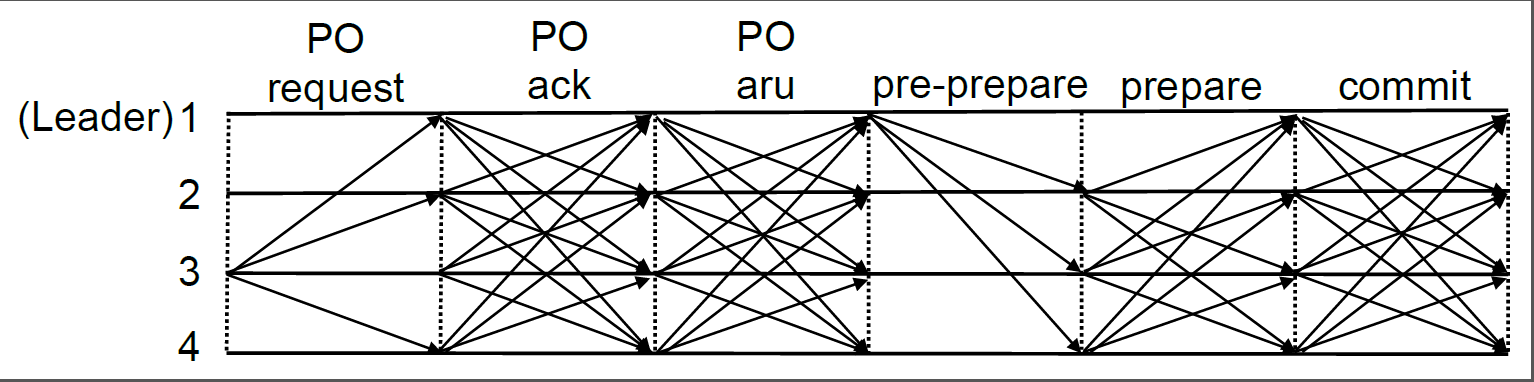 PO PO PO
request ack aru pre-prepare prepare commit
(Leader) 1
2
3
4